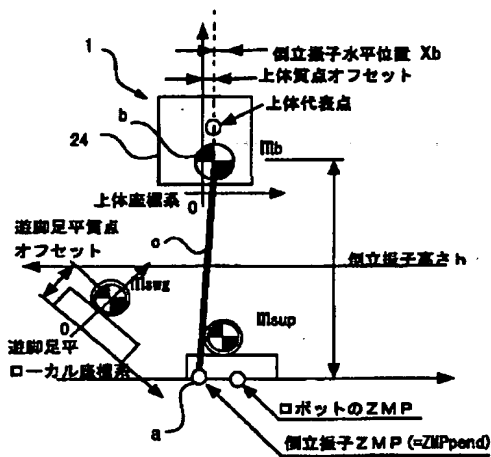 倒立振子水平位置 Xb
1
上体質点オフセット
上体代表点
b
24
mb
上体座標系
0
遊脚足平質点
オフセット
c
倒立振子高さh
mswg
msup
0
遊脚足平
ローカル座標系
ロボットのZMP
a
倒立振子ZMP(=ZMPpend)